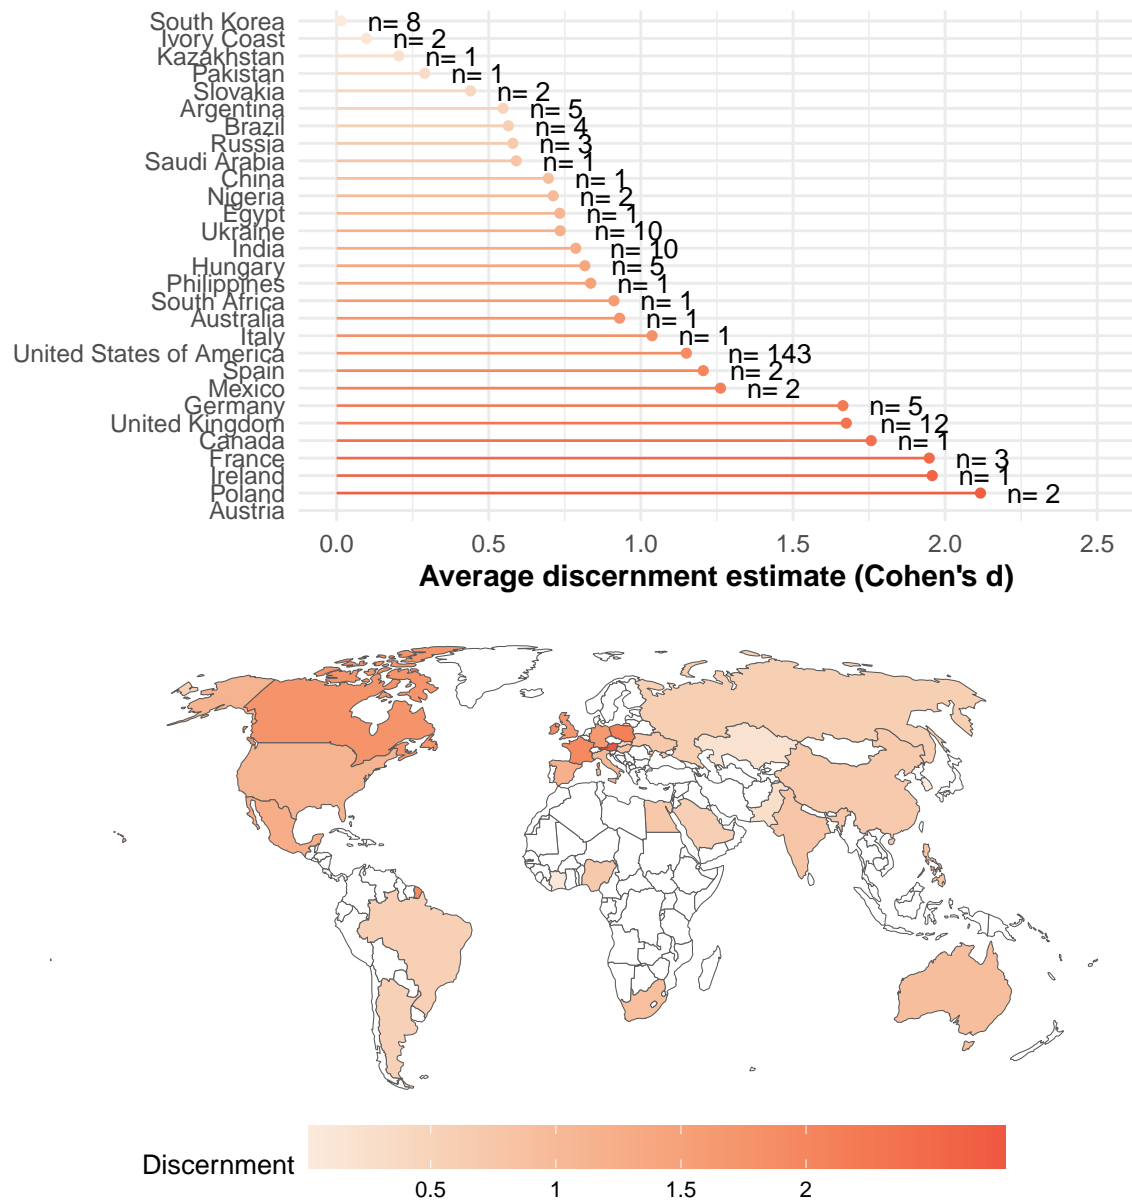 South Korea n= 8
Ivory Coast n= 2
Kazakhstan n= 1
Pakistan n= 1
Slovakia n= 2
Argentina n= 5
Brazil n= 4
Russia n= 3
Saudi Arabia n= 1
China n= 1
Nigeria n= 2
Egypt n= 1
Ukraine n= 10
India n= 10
Hungary n= 5
Philippines n= 1
South Africa n= 1
Australia n= 1
Italy n= 1
United States of America n= 143
Spain n= 2
Mexico n= 2
Germany n= 5
United Kingdom n= 12
Canada n= 1
France n= 3
Ireland n= 1
Poland n= 2
Austria
0.0 0.5 1.0 1.5 2.0 2.5
Average discernment estimate (Cohen's d)
Discernment
0.5 1 1.5 2